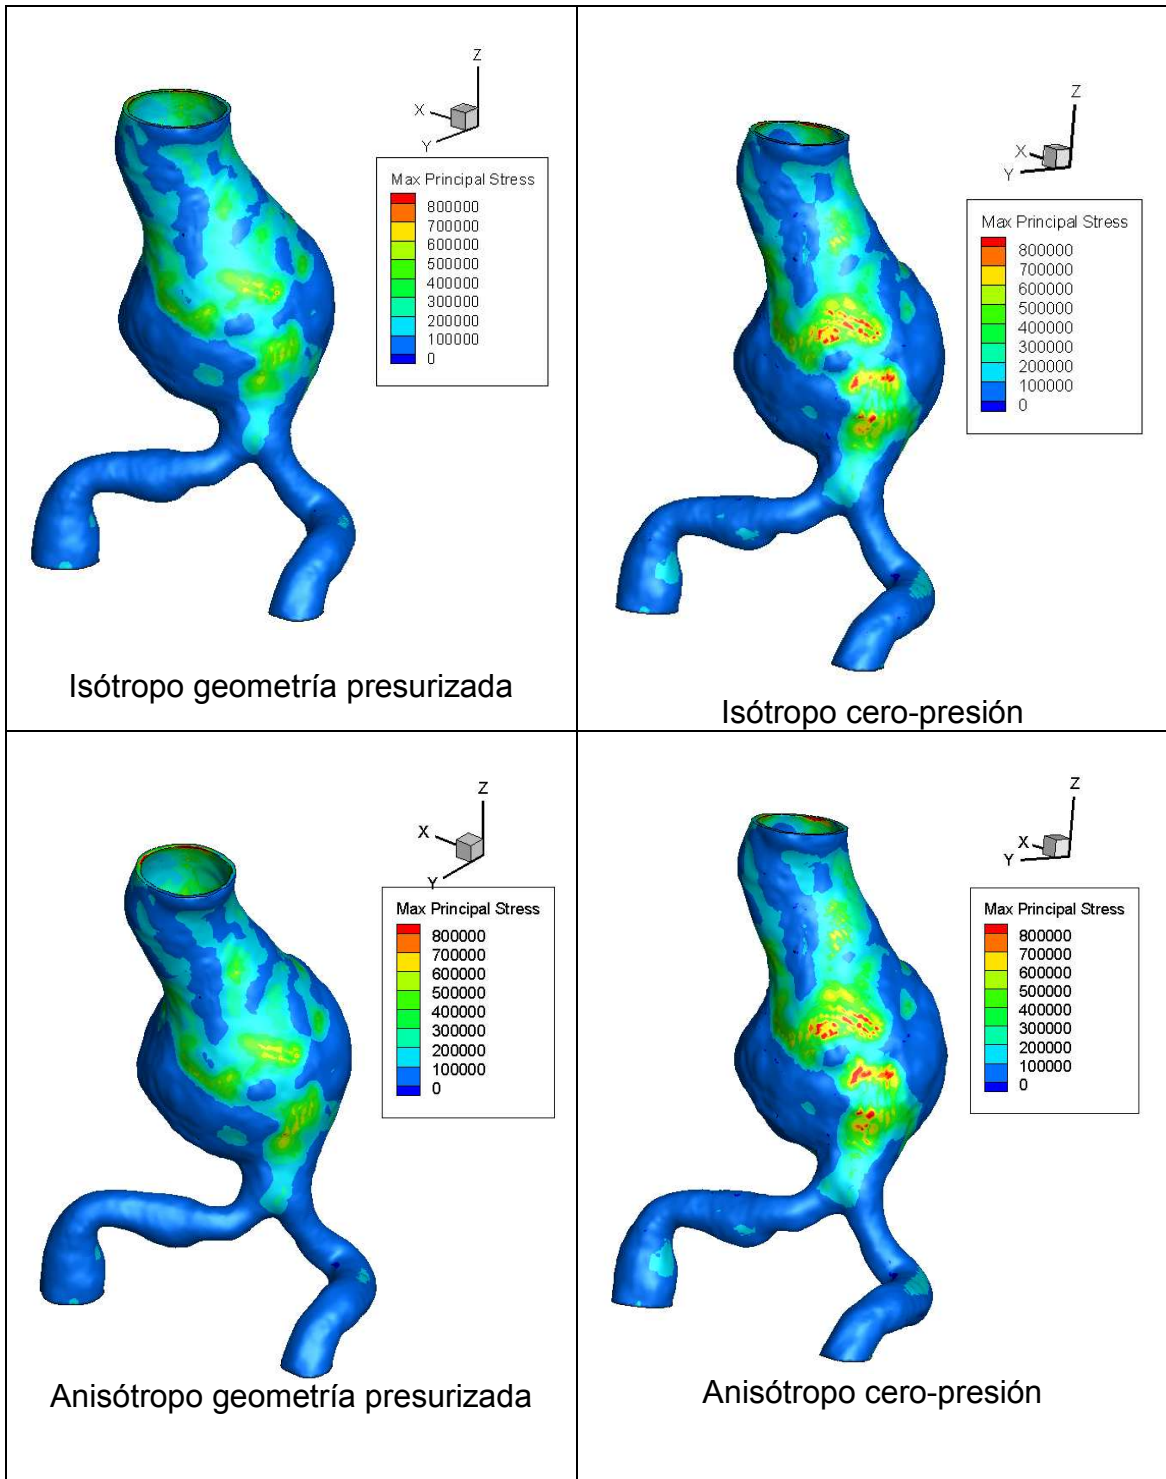 Z
X
Y
Max Principal Stress
800000
700000
600000
500000
400000
300000
200000
100000
0
Isótropo geometría presurizada
Z
X
Y
Max Principal Stress
800000
700000
600000
500000
400000
300000
200000
100000
0
Isótropo cero-presión
Z
X
Y
Max Principal Stress
800000
700000
600000
500000
400000
300000
200000
100000
0
Anisótropo geometría presurizada
Z
X
Y
Max Principal Stress
800000
700000
600000
500000
400000
300000
200000
100000
0
Anisótropo cero-presión